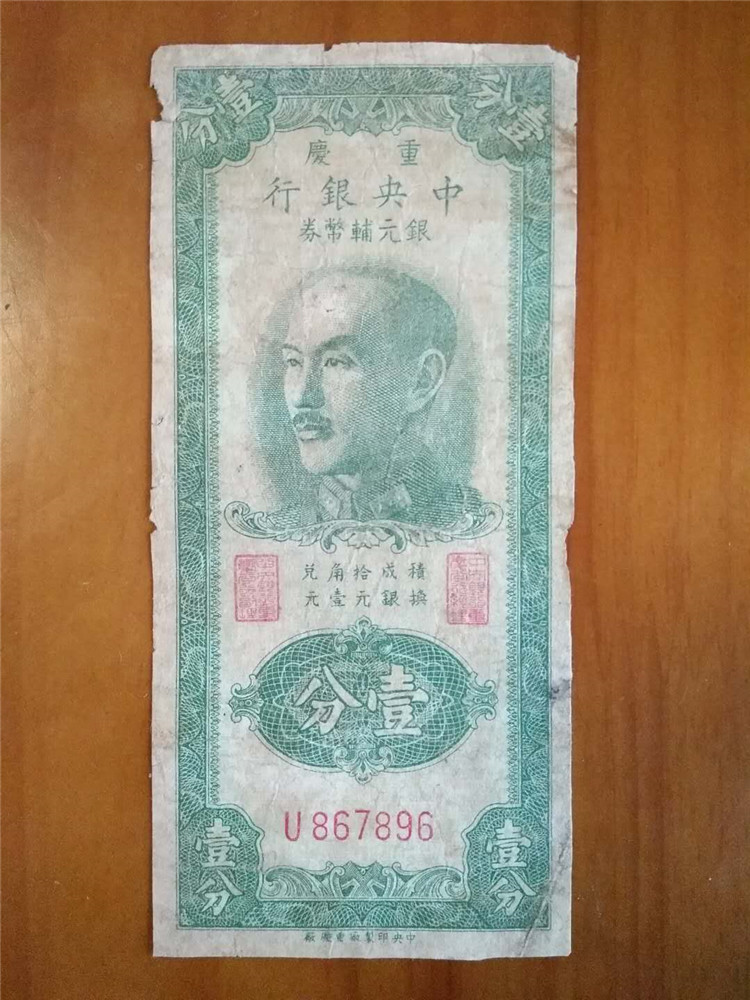 壹分
壹分
重慶
中央銀行
銀元輔幣券
積成拾角兌
換銀元壹元
壹分
U867896
壹分
壹分
中央印製廠重慶廠